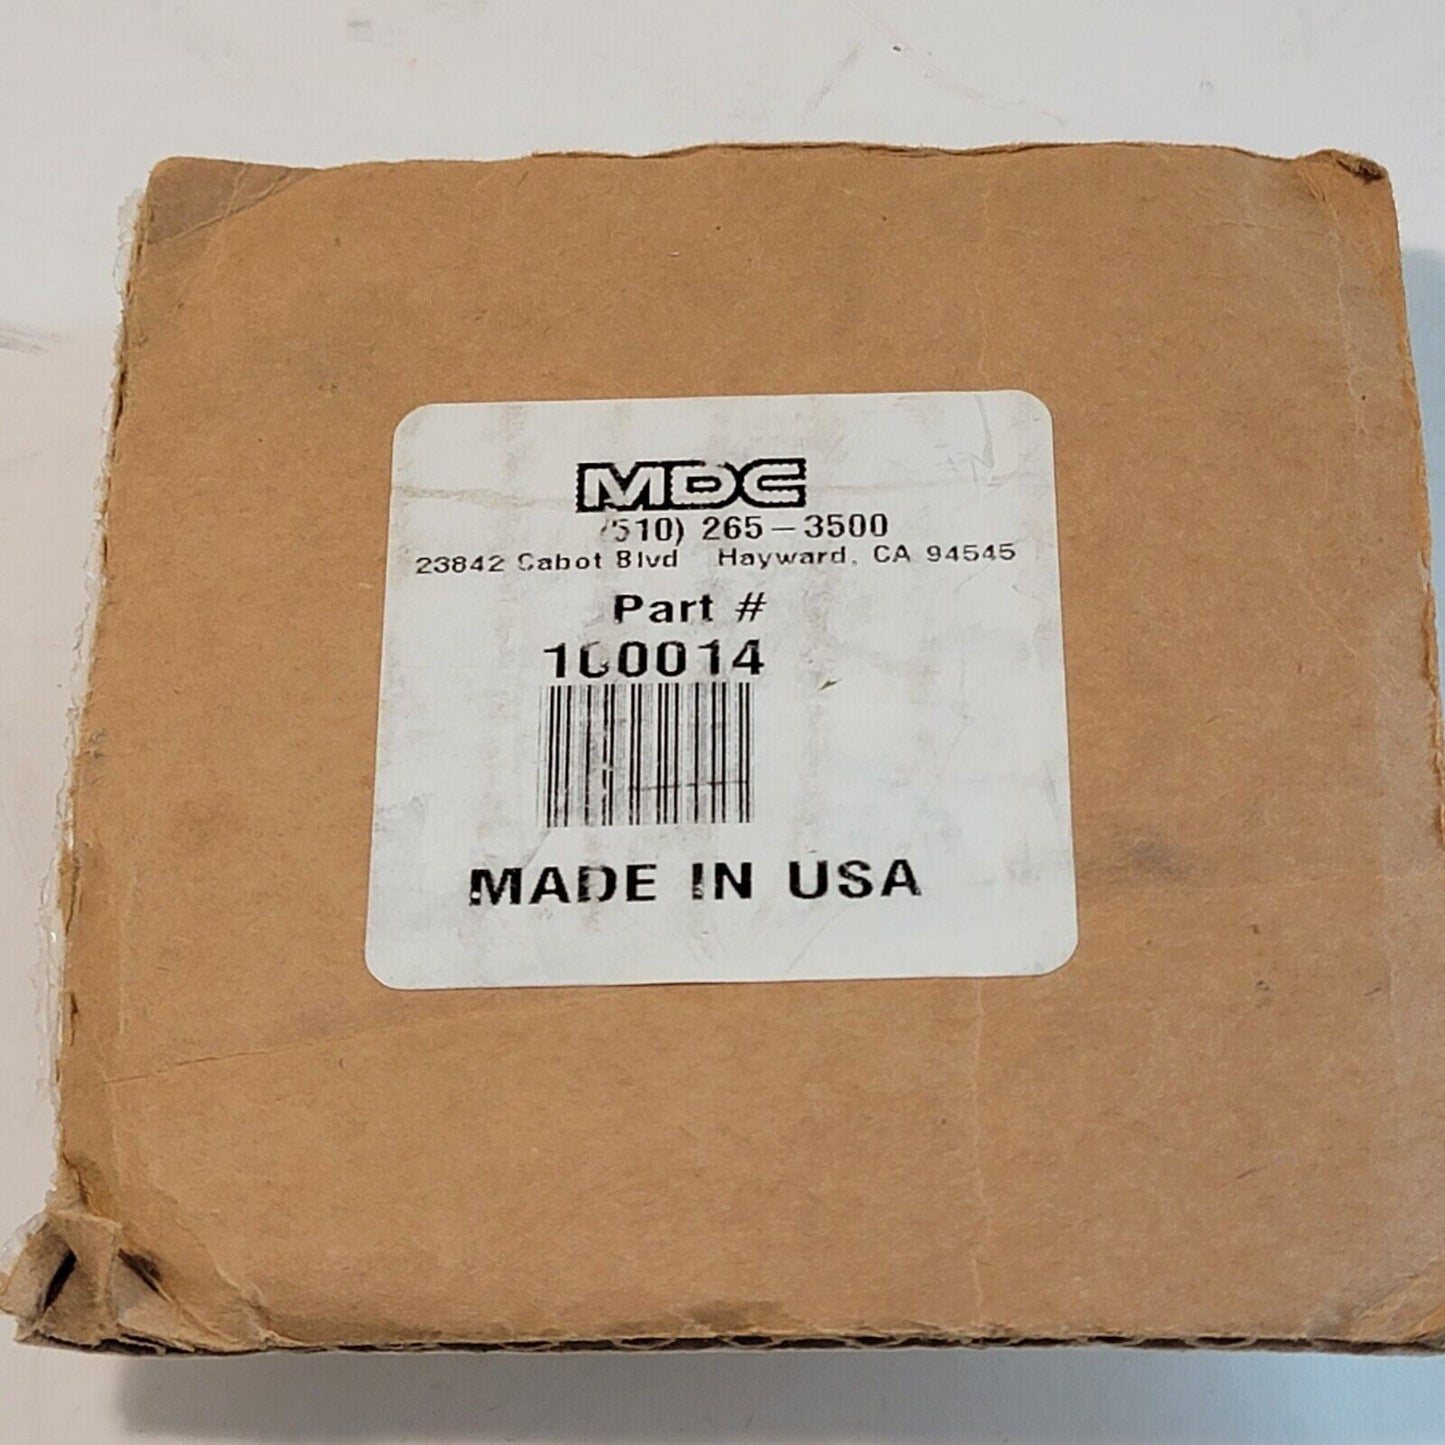 MDC
(510) 265-3500
23842 Cabot Blvd Hayward, CA 94545
Part #
100014
MADE IN USA